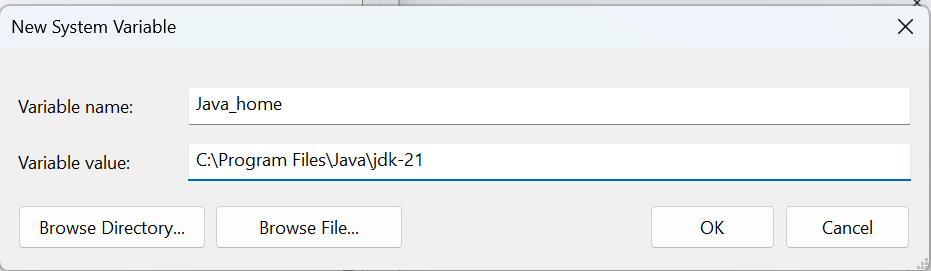 New System Variable
Variable name:
Java_home
Variable value:
C:\Program Files\Java\jdk-21
Browse Directory...
Browse File...
OK
Cancel